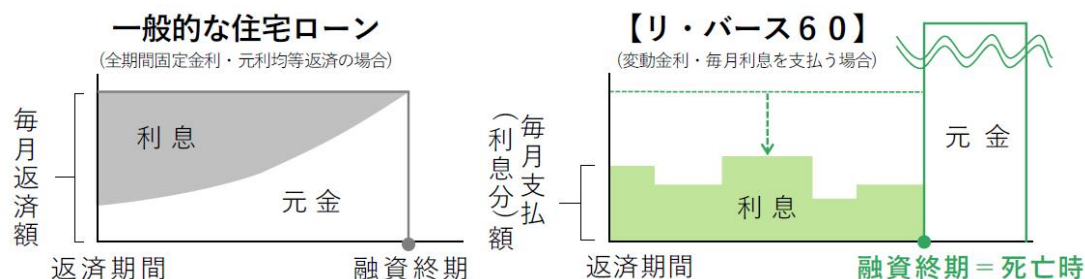 一般的な住宅ローン
(全期間固定金利・元利均等返済の場合)
毎月返済額
利息
元金
返済期間
融資終期
【リ・バース60】
(変動金利・毎月利息を支払う場合)
毎月支払
(利息分)額
利息
元金
返済期間
融資終期=死亡時